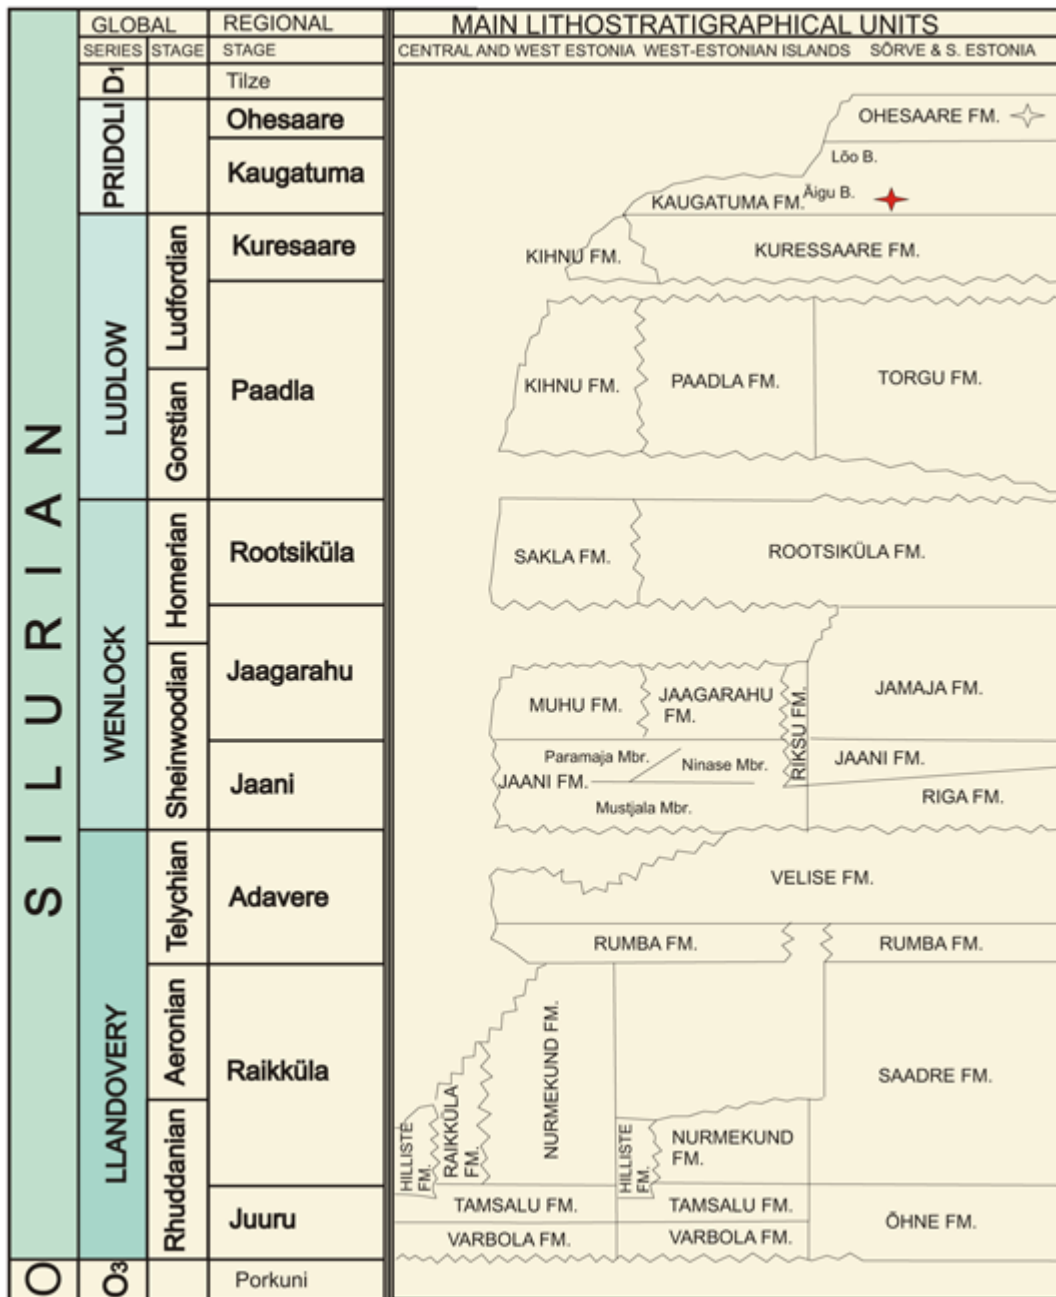 GLOBAL REGIONAL MAIN LITHOSTRATIGRAPHICAL UNITS
SERIES STAGE STAGE CENTRAL AND WEST ESTONIA WEST-ESTONIAN ISLANDS SÕRVE & S. ESTONIA
SILURIAN
O
D1
PRIDOLI
LUDLOW
WENLOCK
LLANDOVERY
O3
Ludfordian
Gorstian
Homerian
Sheinwoodian
Telychian
Aeronian
Rhuddanian
Tilze
Ohesaare
Kaugatuma
Kuresaare
Paadla
Rootsiküla
Jaagarahu
Jaani
Adavere
Raikküla
Juuru
Porkuni
OHESAARE FM.
Lõo B.
KAUGATUMA FM. Äigu B.
KIHNU FM. KURESSAARE FM.
KIHNU FM. PAADLA FM. TORGU FM.
SAKLA FM. ROOTSIKÜLA FM.
MUHU FM. JAAGARAHU
FM.
RIKSU FM.
JAMAJA FM.
Paramaja Mbr. Ninase Mbr. JAANI FM.
JAANI FM.
Mustjala Mbr. RIGA FM.
VELISE FM.
RUMBA FM. RUMBA FM.
HILLISTE
FM.
RAIKKÜLA
FM.
NURMEKUND FM.
HILLISTE
FM.
NURMEKUND
FM.
SAADRE FM.
TAMSALU FM. TAMSALU FM. ÕHNE FM.
VARBOLA FM. VARBOLA FM.